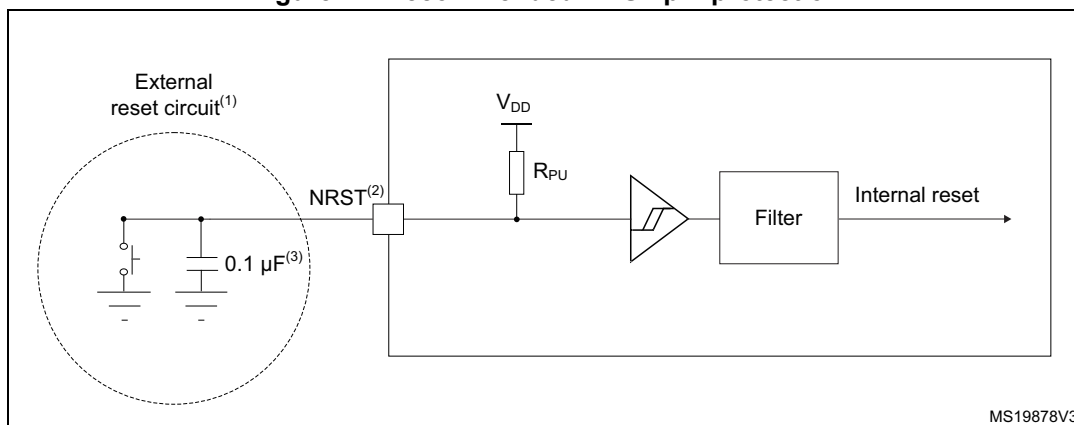 External
reset circuit(1)
VDD
RPU
NRST(2)
Filter
Internal reset
0.1 μF(3)
MS19878V3